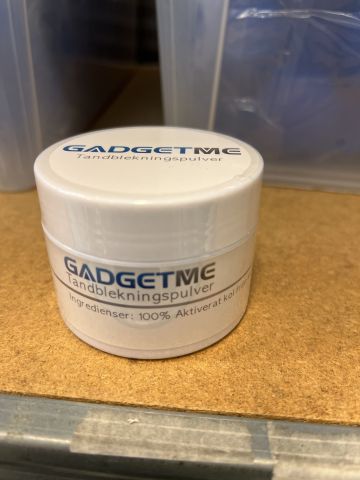 GADGETME
Tandblekningspulver
GADGETME
Tandblekningspulver
Ingredienser: 100% Aktiverat kol